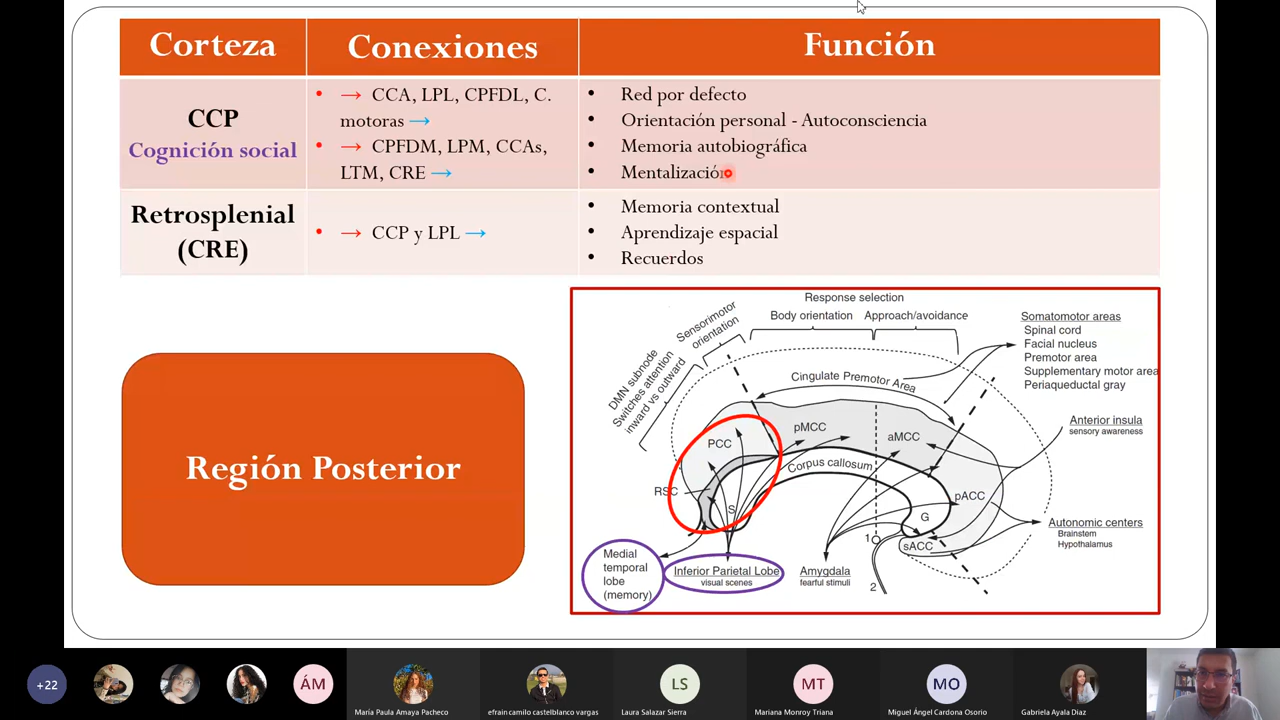 Corteza
Conexiones
Función
CCP
Cognición social
• → CCA, LPL, CPFDL, C.
motoras →
• → CPFDM, LPM, CCAs,
LTM, CRE →
• Red por defecto
• Orientación personal - Autoconsciencia
• Memoria autobiográfica
• Mentalización
Retrosplenial
(CRE)
• → CCP y LPL →
• Memoria contextual
• Aprendizaje espacial
• Recuerdos
Región Posterior
Response selection
Body orientation
Approach/avoidance
Sensorimotor
orientation
DMN subnode
Switches attention
inward vs outward
Cingulate Premotor Area
Somatomotor areas
Spinal cord
Facial nucleus
Premotor area
Supplementary motor area
Periaqueductal gray
Anterior insula
sensory awareness
PCC
pMCC
aMCC
Corpus callosum
RSC
S
pACC
G
sACC
1
2
Autonomic centers
Brainstem
Hypothalamus
Medial
temporal
lobe
(memory)
Inferior Parietal Lobe
visual scenes
Amygdala
fearful stimuli
+22
ÁM
LS
MT
MO
María Paula Amaya Pacheco
efrain camilo castelblanco vargas
Laura Salazar Sierra
Mariana Monroy Triana
Miguel Ángel Cardona Osorio
Gabriela Ayala Diaz